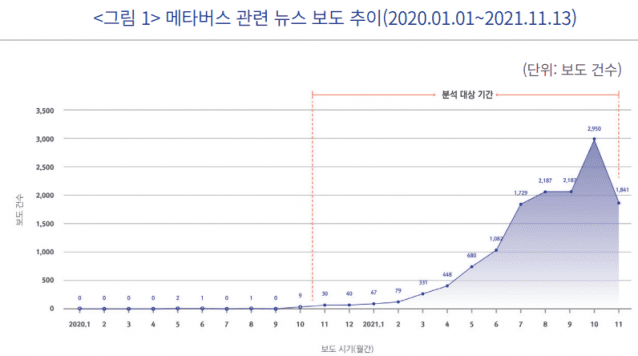 <그림 1> 메타버스 관련 뉴스 보도 추이(2020.01.01~2021.11.13)
(단위: 보도 건수)
분석 대상 기간
3,500
3,000
2,500
2,000
1,500
1,000
500
0
보도 건수
0 0 0 0 2 1 0 1 0 9 30 40 47 79 331 448 680 1,082 1,729 2,187 2,187 2,950 1,841
2020.1 2 3 4 5 6 7 8 9 10 11 12 2021.1 2 3 4 5 6 7 8 9 10 11
보도 시기(월간)